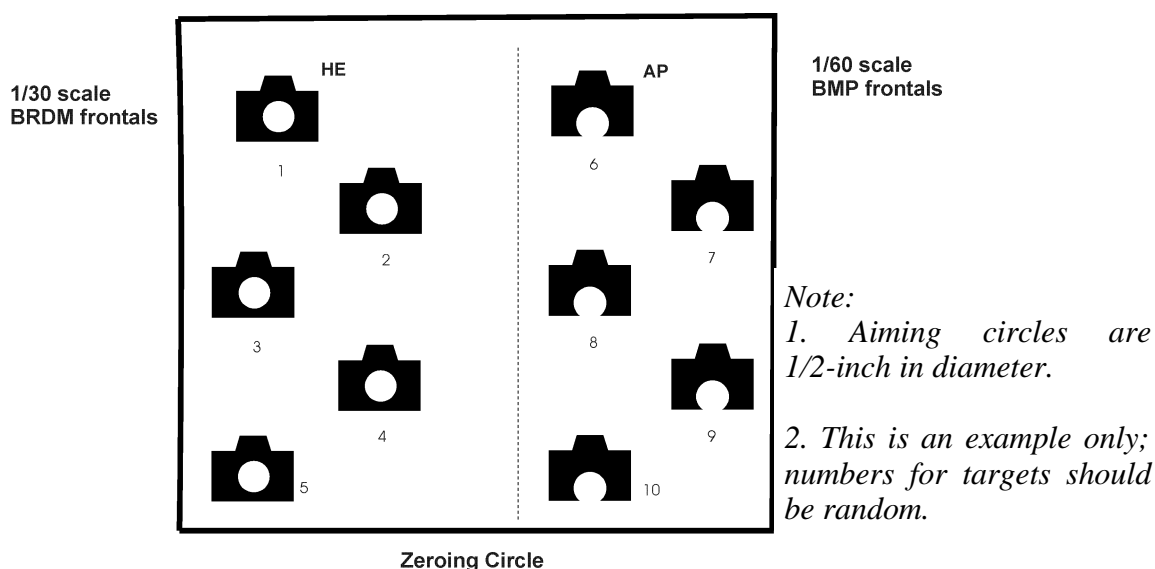 HE
AP
1/30 scale
BRDM frontals
1/60 scale
BMP frontals
1
2
3
4
5
6
7
8
9
10
Note:
1. Aiming circles are
1/2-inch in diameter.
2. This is an example only;
numbers for targets should
be random.
Zeroing Circle